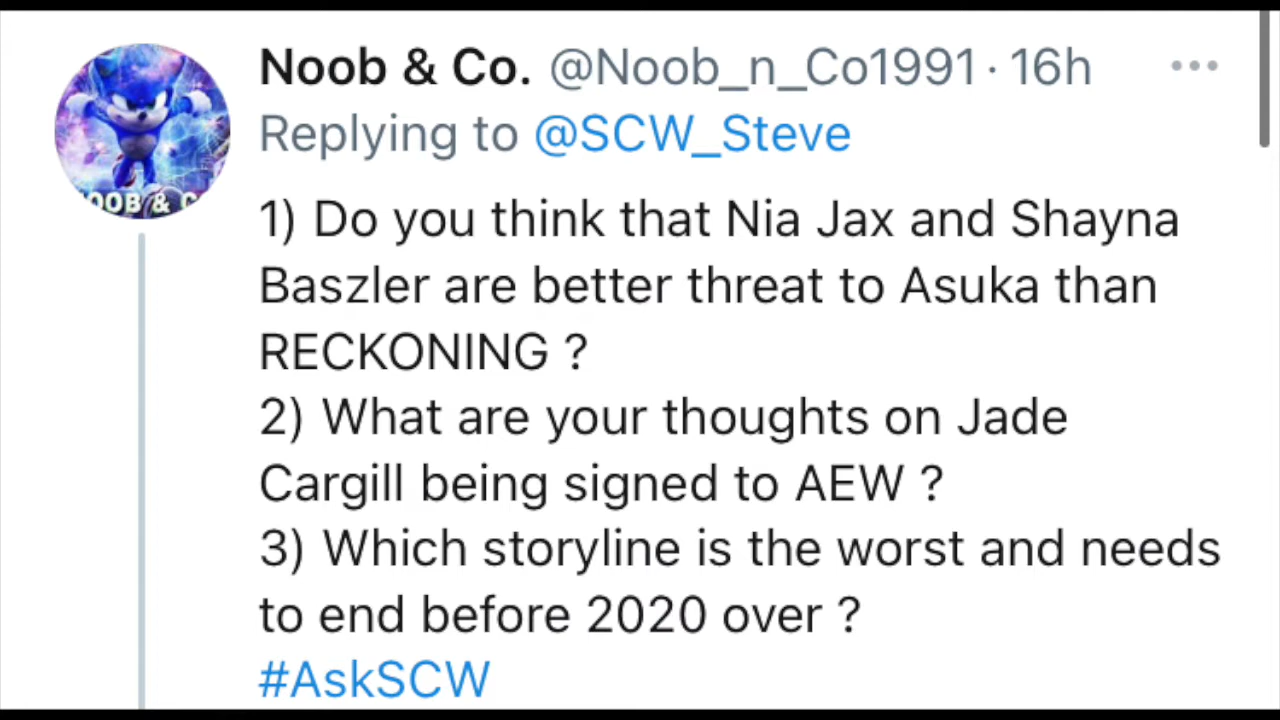 Noob & Co. @Noob_n_Co1991 · 16h
Replying to @SCW_Steve
OOB & C
1) Do you think that Nia Jax and Shayna
Baszler are better threat to Asuka than
RECKONING ?
2) What are your thoughts on Jade
Cargill being signed to AEW ?
3) Which storyline is the worst and needs
to end before 2020 over ?
#AskSCW